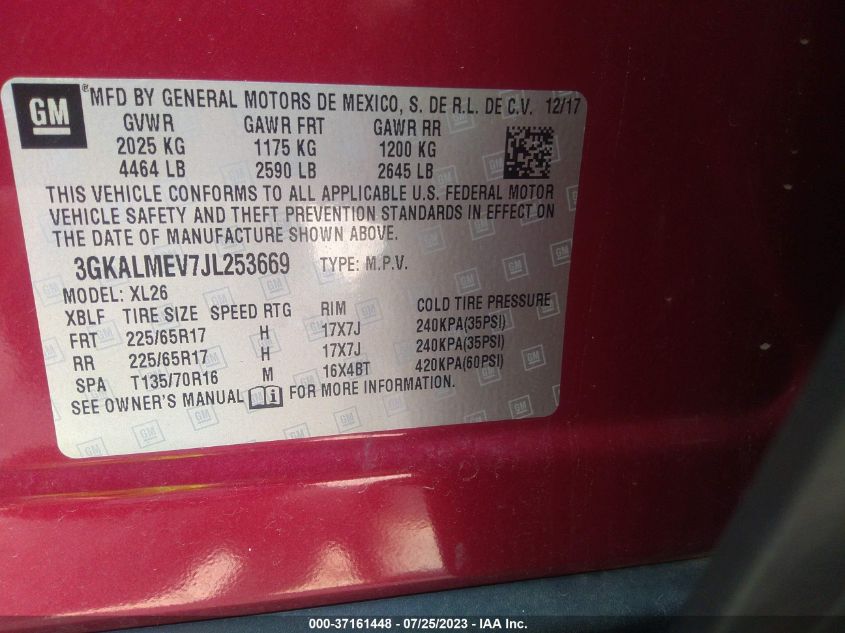 GM ® MFD BY GENERAL MOTORS DE MEXICO, S. DE R.L. DE C.V. 12/17
GVWR GAWR FRT GAWR RR
2025 KG 1175 KG 1200 KG
4464 LB 2590 LB 2645 LB
THIS VEHICLE CONFORMS TO ALL APPLICABLE U.S. FEDERAL MOTOR
VEHICLE SAFETY AND THEFT PREVENTION STANDARDS IN EFFECT ON
THE DATE OF MANUFACTURE SHOWN ABOVE.
3GKALMEV7JL253669 TYPE: M.P.V.
MODEL: XL26
XBLF TIRE SIZE SPEED RTG RIM COLD TIRE PRESSURE
FRT 225/65R17 H 17X7J 240KPA(35PSI)
RR 225/65R17 H 17X7J 240KPA(35PSI)
SPA T135/70R16 M 16X4BT 420KPA(60PSI)
SEE OWNER'S MANUAL FOR MORE INFORMATION.
000-37161448 - 07/25/2023 - IAA Inc.